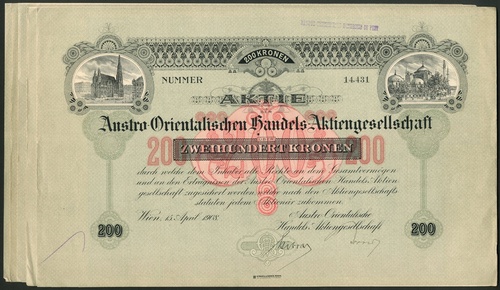 200 KRONEN
NUMMER 14431
AKTIE
DER
Austro-Orientalischen Handels-Aktiengesellschaft
ZWEIHUNDERT KRONEN
200 200
durch welche dem Inhaber alle Rechte an dem Gesamtvermögen
und an den Erträgnissen der Austro-Orientalischen Handels-Aktien-
gesellschaft zugesichert werden, welche nach den Aktiengesellschafts-
statuten jedem Aktionär zukommen.
Wien, 15. April 1908.
Austro-Orientalische
Handels-Aktiengesellschaft
200 200